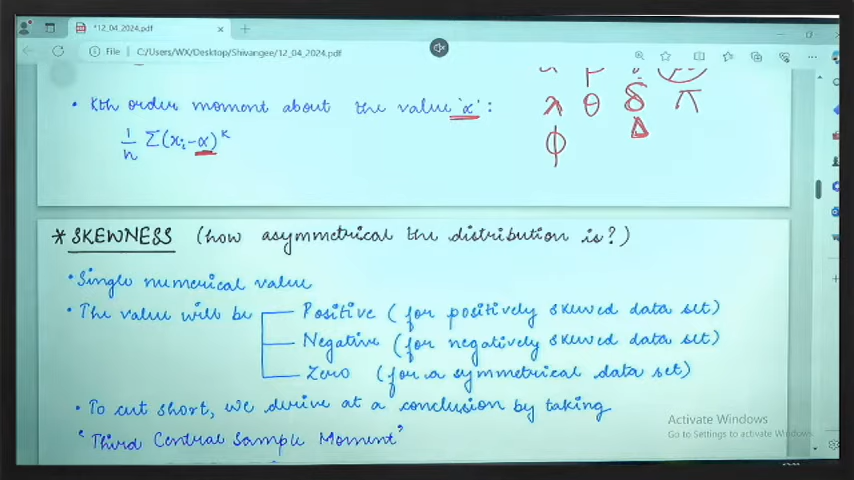 *12_04_2024.pdf
File | C:/Users/WX/Desktop/Shivangee/12_04_2024.pdf
• Kth order moment about the value 'α' :
1/n Σ(xᵢ-α)ᵏ
λ θ δ π
ϕ Δ
* SKEWNESS (how asymmetrical the distribution is?)
• Single numerical value
• The value will be
Positive (for positively skewed data set)
Negative (for negatively skewed data set)
Zero (for a symmetrical data set)
• To cut short, we derive at a conclusion by taking
"Third Central Sample Moment"
Activate Windows
Go to Settings to activate Windows.